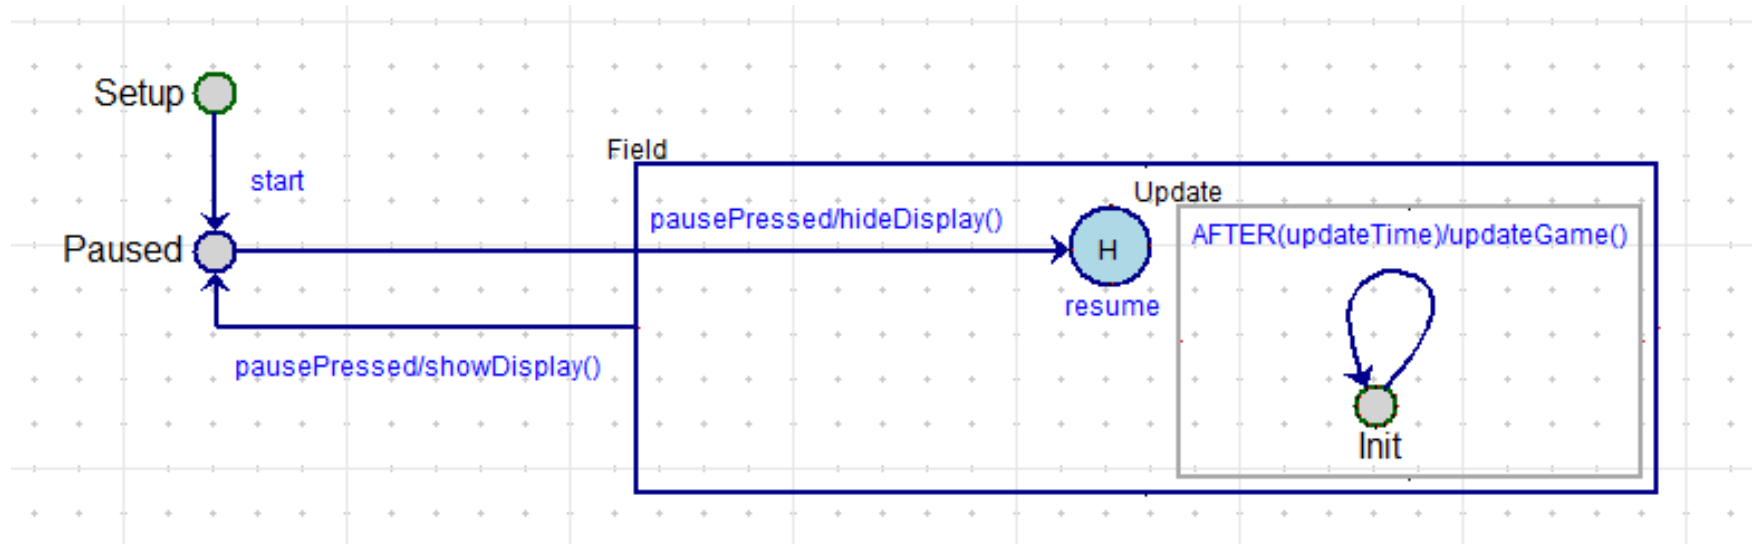 Setup
start
Field
Update
pausePressed/hideDisplay()
AFTER(updateTime)/updateGame()
Paused
H
resume
pausePressed/showDisplay()
Init